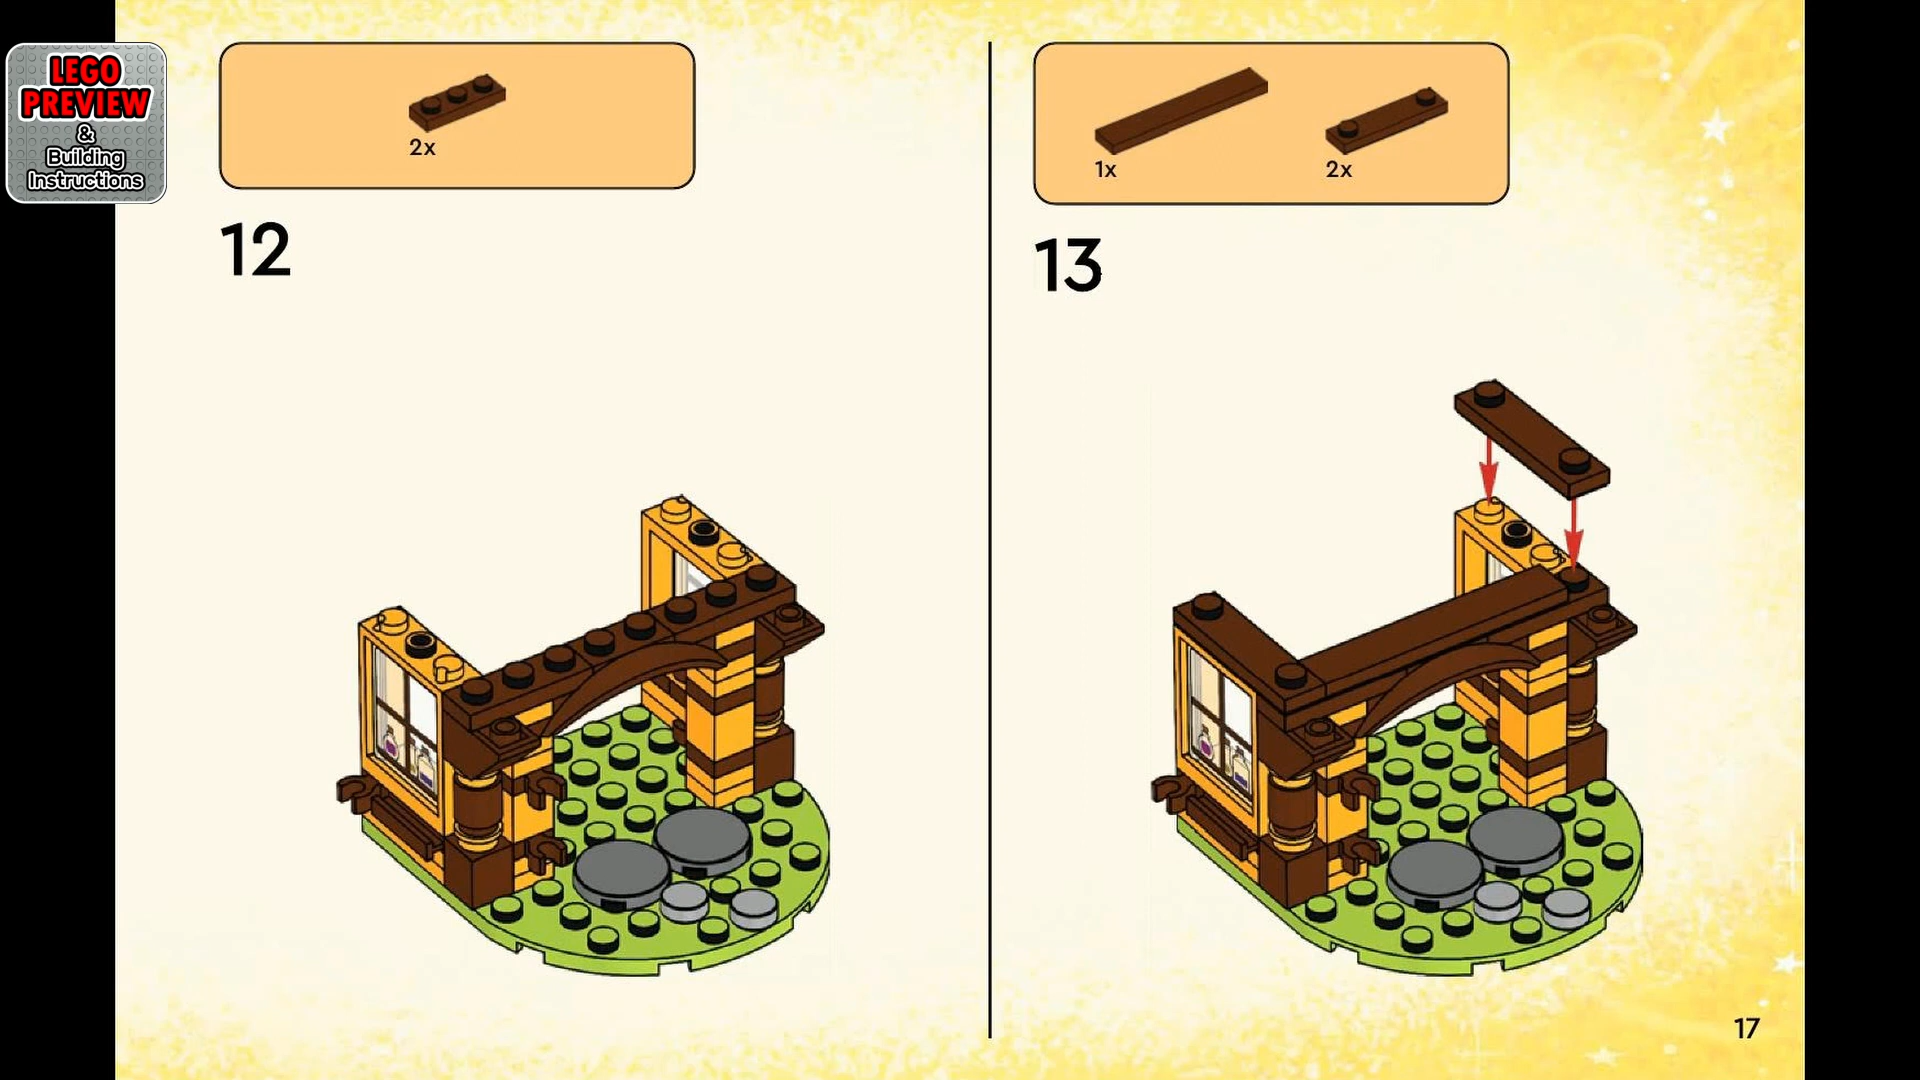 LEGO
PREVIEW
&
Building
Instructions
2x
12
1x
2x
13
17